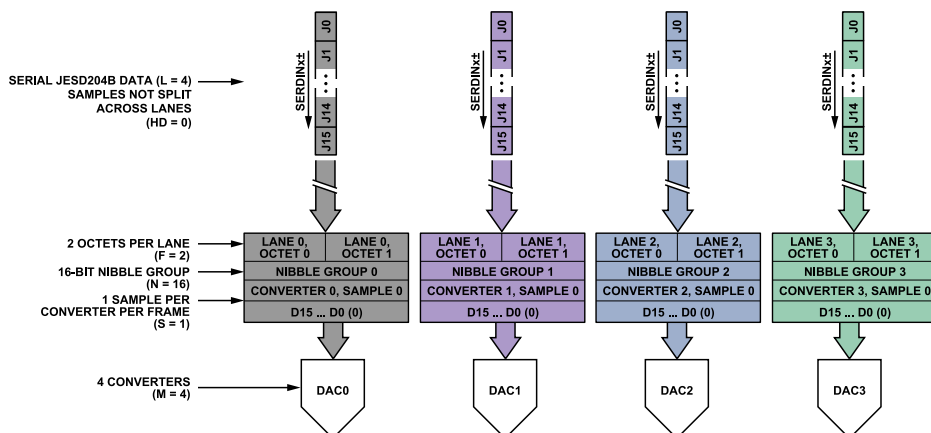 J0
J1
J14
J15
SERDINx±
J0
J1
J14
J15
SERDINx±
J0
J1
J14
J15
SERDINx±
J0
J1
J14
J15
SERDINx±
SERIAL JESD204B DATA (L = 4)
SAMPLES NOT SPLIT
ACROSS LANES
(HD = 0)
2 OCTETS PER LANE
(F = 2)
16-BIT NIBBLE GROUP
(N = 16)
1 SAMPLE PER
CONVERTER PER FRAME
(S = 1)
4 CONVERTERS
(M = 4)
LANE 0,
OCTET 0
LANE 0,
OCTET 1
NIBBLE GROUP 0
CONVERTER 0, SAMPLE 0
D15 ... D0 (0)
DAC0
LANE 1,
OCTET 0
LANE 1,
OCTET 1
NIBBLE GROUP 1
CONVERTER 1, SAMPLE 0
D15 ... D0 (0)
DAC1
LANE 2,
OCTET 0
LANE 2,
OCTET 1
NIBBLE GROUP 2
CONVERTER 2, SAMPLE 0
D15 ... D0 (0)
DAC2
LANE 3,
OCTET 0
LANE 3,
OCTET 1
NIBBLE GROUP 3
CONVERTER 3, SAMPLE 0
D15 ... D0 (0)
DAC3